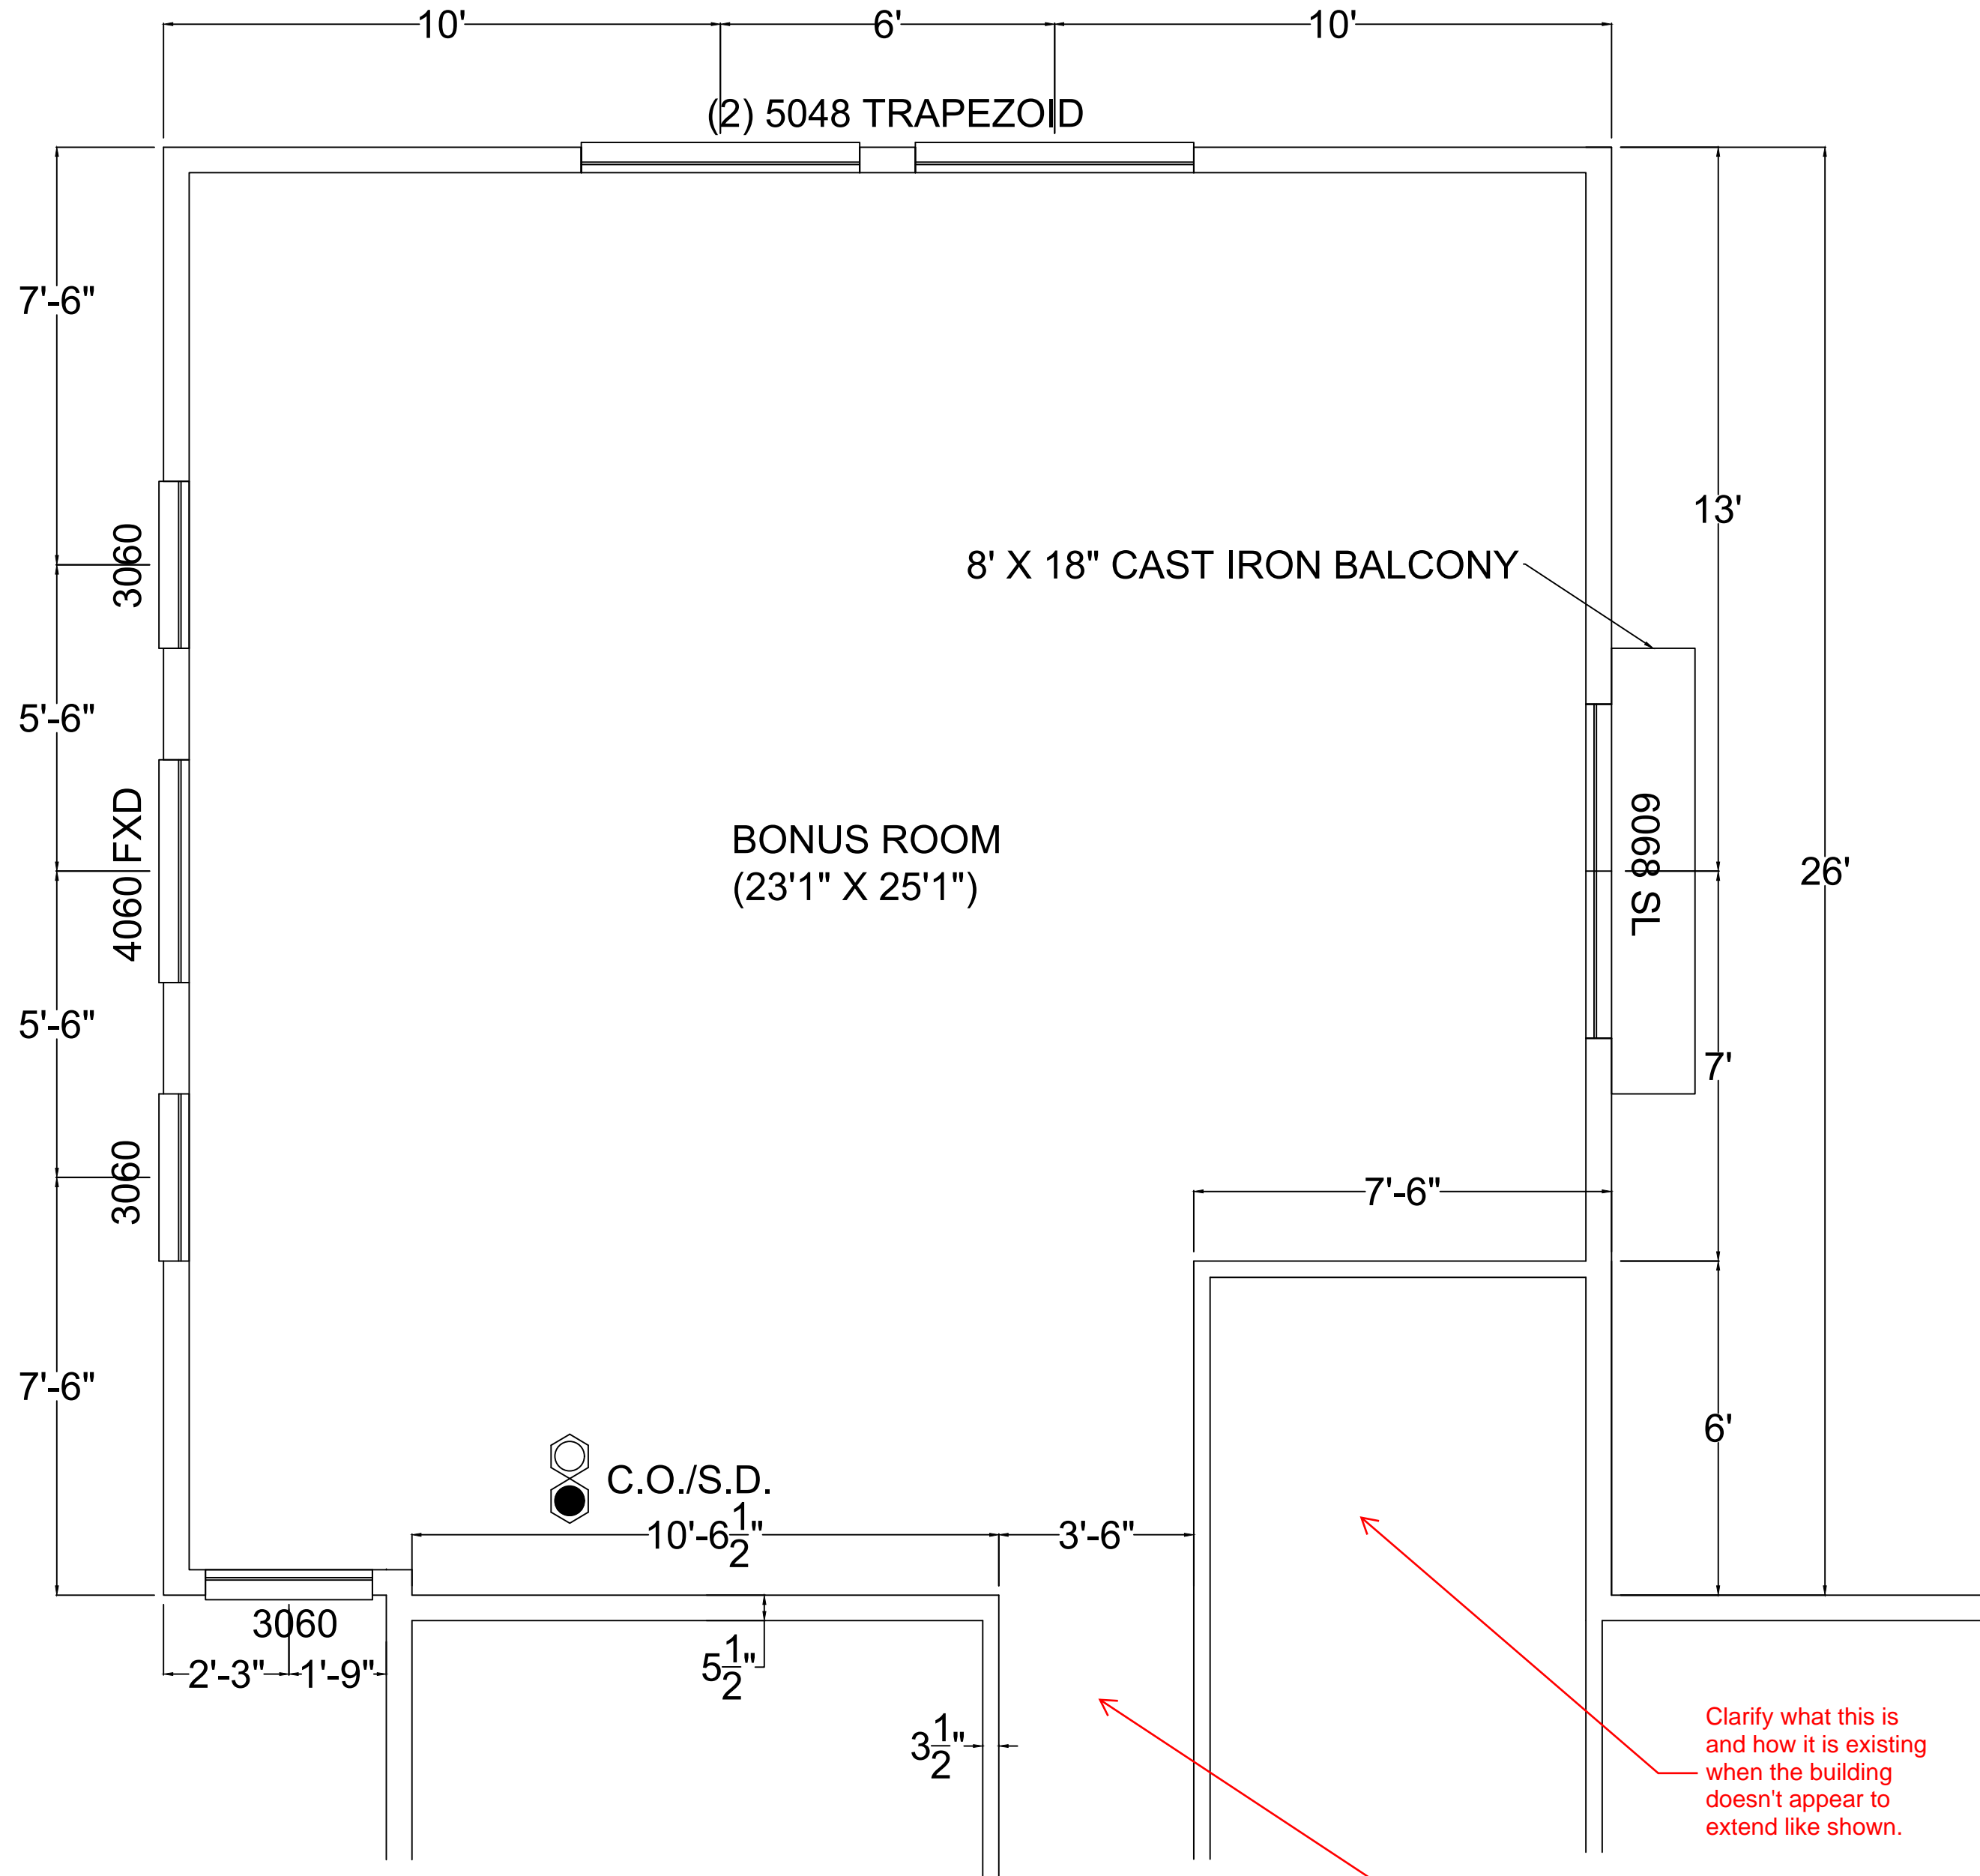 10'
6'
10'
(2) 5048 TRAPEZOID
7'-6"
3060
5'-6"
4060 FXD
5'-6"
3060
7'-6"
13'
8' X 18" CAST IRON BALCONY
6068 SL
26'
BONUS ROOM
(23'1" X 25'1")
7'
7'-6"
6'
C.O./S.D.
10'-6 1/2"
3'-6"
3060
2'-3"
1'-9"
5 1/2"
3 1/2"
Clarify what this is
and how it is existing
when the building
doesn't appear to
extend like shown.